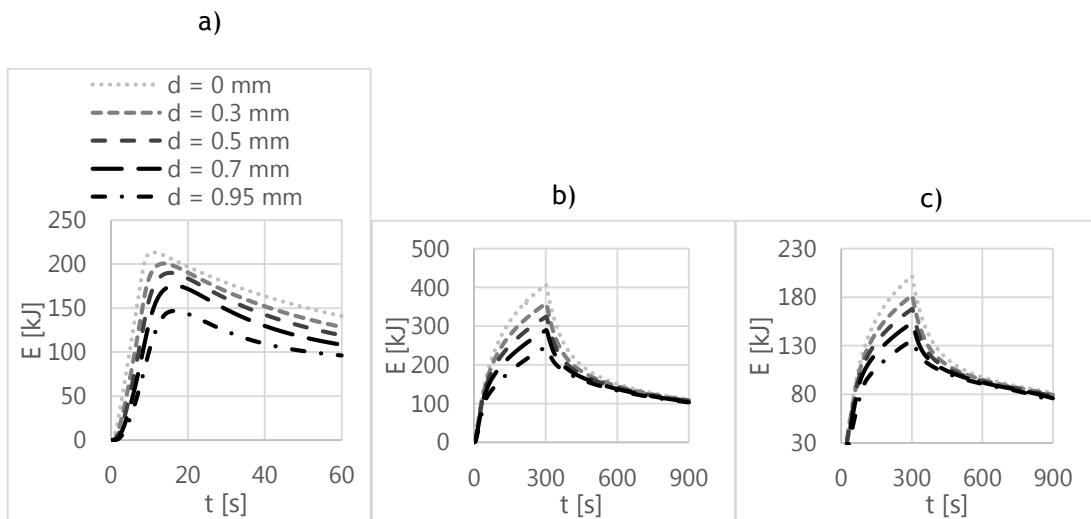 a)
d = 0 mm
d = 0.3 mm
d = 0.5 mm
d = 0.7 mm
d = 0.95 mm
E [kJ]
250
200
150
100
50
0
0 20 40 60
t [s]
b)
E [kJ]
500
400
300
200
100
0
0 300 600 900
t [s]
c)
E [kJ]
230
180
130
80
30
0 300 600 900
t [s]